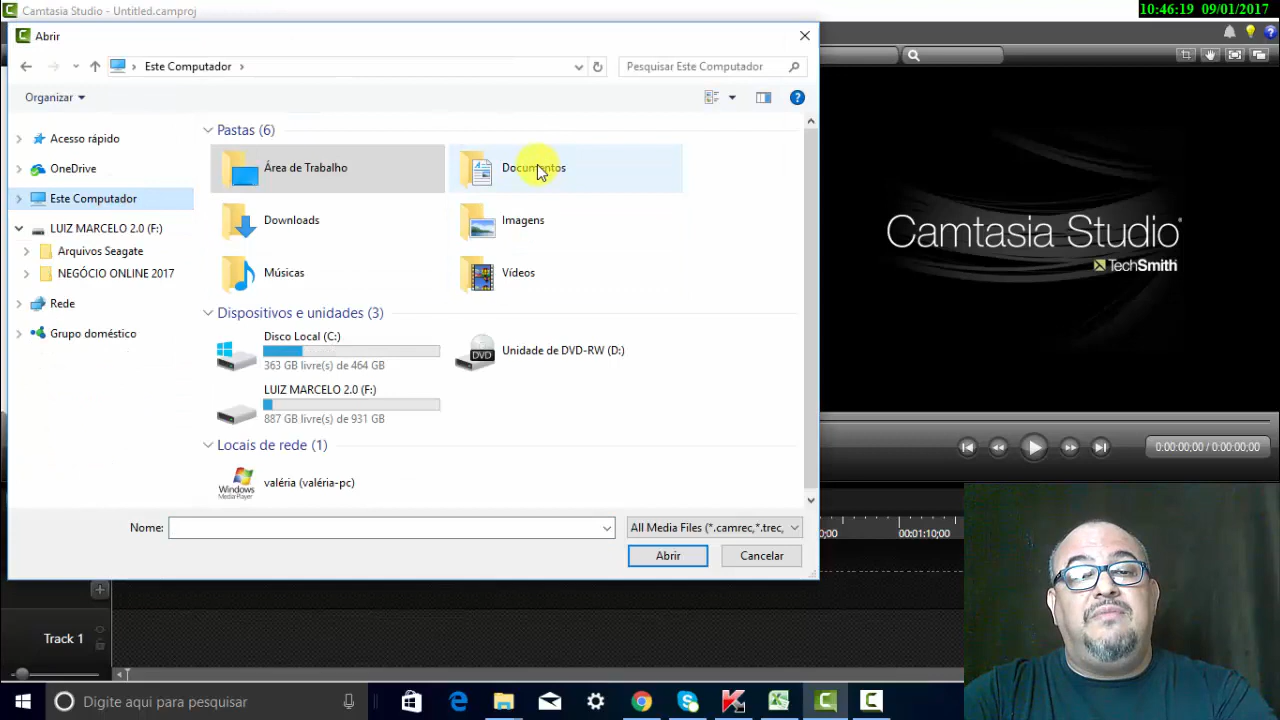 Camtasia Studio - Untitled.camproj
10:46:19 09/01/2017
Abrir
Este Computador
Pesquisar Este Computador
Organizar
Acesso rápido
OneDrive
Este Computador
LUIZ MARCELO 2.0 (F:)
Arquivos Seagate
NEGÓCIO ONLINE 2017
Rede
Grupo doméstico
Pastas (6)
Área de Trabalho
Documentos
Downloads
Imagens
Músicas
Vídeos
Dispositivos e unidades (3)
Disco Local (C:)
363 GB livre(s) de 464 GB
DVD
Unidade de DVD-RW (D:)
LUIZ MARCELO 2.0 (F:)
887 GB livre(s) de 931 GB
Locais de rede (1)
Windows
Media Player
valéria (valéria-pc)
Nome:
All Media Files (*.camrec,*.trec,
Abrir
Cancelar
Camtasia Studio®
TechSmith
0:00:00,00 / 0:00:00,00
00:01:10;00
Track 1
Digite aqui para pesquisar